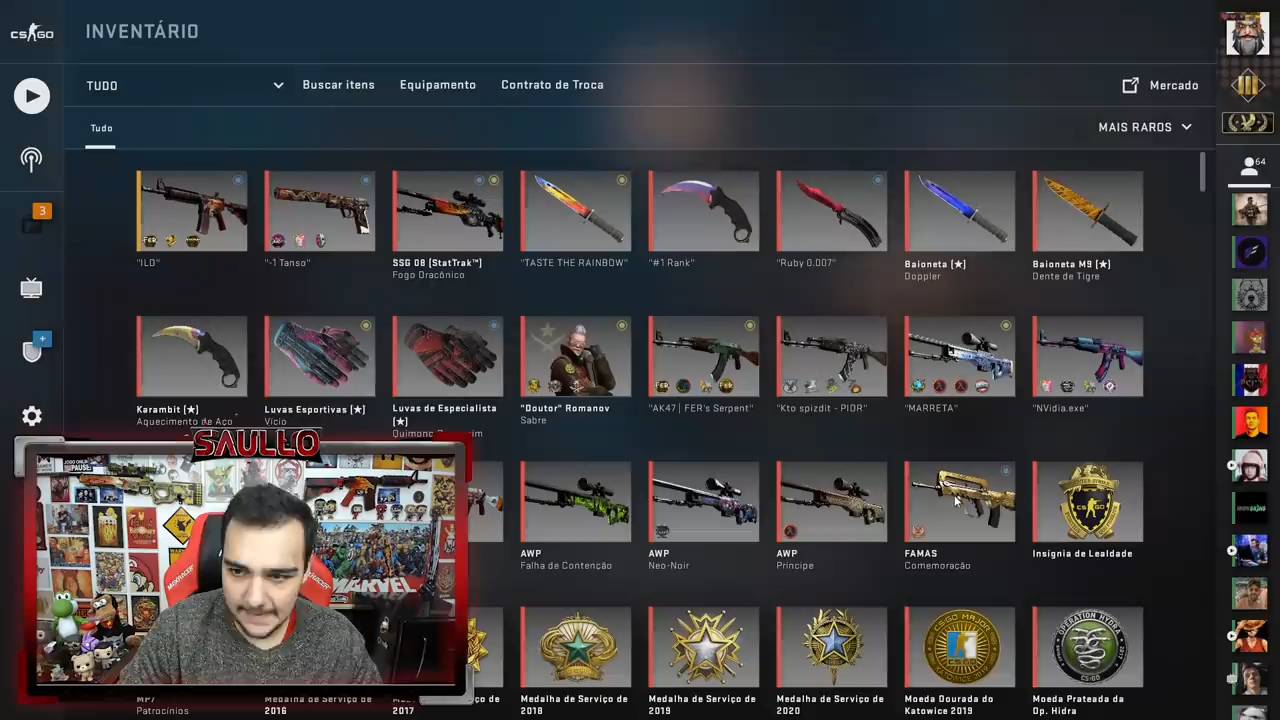 CS:GO
INVENTÁRIO
TUDO
Buscar itens
Equipamento
Contrato de Troca
Mercado
Tudo
MAIS RAROS
64
3
"ILD"
"-1 Tanso"
SSG 08 (StatTrak™)
Fogo Dracônico
"TASTE THE RAINBOW"
"#1 Rank"
"Ruby 0.007"
Baioneta (★)
Doppler
Baioneta M9 (★)
Dente de Tigre
Karambit (★)
Aquecimento de Aço
Luvas Esportivas (★)
Vício
Luvas de Especialista
(★)
"Doutor" Romanov
Sabre
"AK47 | FER's Serpent"
"Kto spizdit - PIDR"
"MARRETA"
"NVidia.exe"
SAULLO
MARVEL
AWP
Falha de Contenção
AWP
Neo-Noir
AWP
Príncipe
FAMAS
Comemoração
Insígnia de Lealdade
MP7
Patrocínios
Medalha de Serviço de
2016
2017
Medalha de Serviço de
2018
Medalha de Serviço de
2019
Medalha de Serviço de
2020
Moeda Dourada do
Katowice 2019
Moeda Prateada da
Op. Hidra